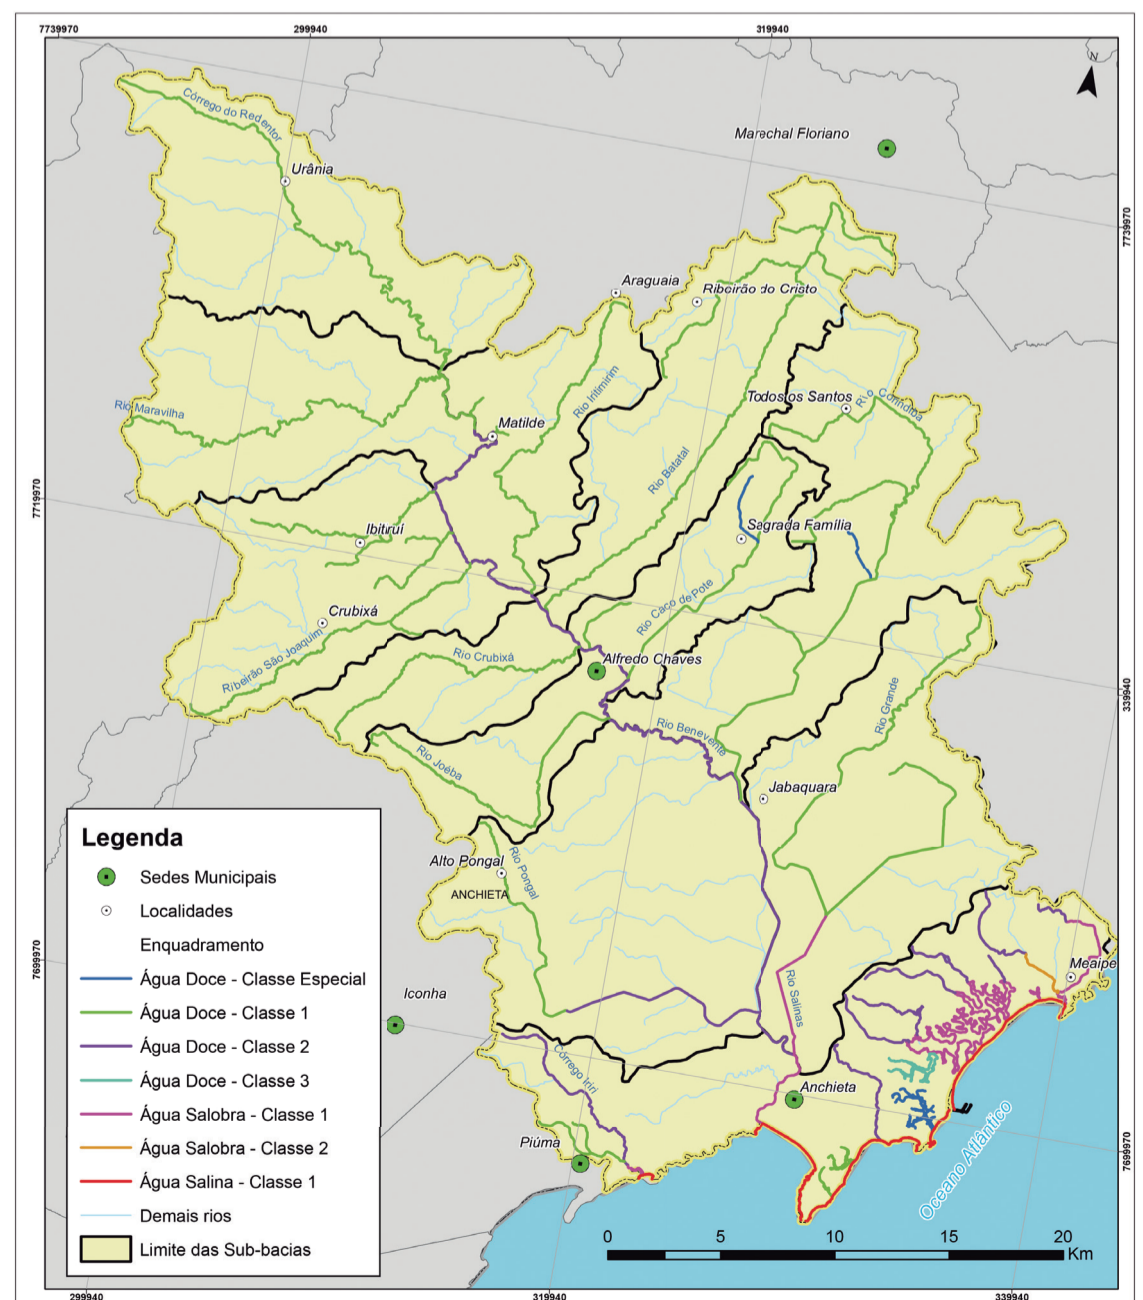 7739970
299940
319940
N
Marechal Floriano
Córrego do Redentor
Urânia
7739970
Araguaia
Ribeirão do Cristo
Rio Iritimirim
Todos os Santos
Rio Corindiba
Rio Maravilha
Matilde
Rio Batatal
7719970
Ibitiruí
Sagrada Família
Crubixá
Rio Caco de Pote
Ribeirão São Joaquim
Rio Crubixá
Alfredo Chaves
339940
Rio Grande
Rio Benevente
Rio Joéba
Jabaquara
Legenda
Sedes Municipais
Localidades
Enquadramento
Água Doce - Classe Especial
Água Doce - Classe 1
Água Doce - Classe 2
Água Doce - Classe 3
Água Salobra - Classe 1
Água Salobra - Classe 2
Água Salina - Classe 1
Demais rios
Limite das Sub-bacias
Alto Pongal
Rio Pongal
ANCHIETA
7699970
Meaipe
Iconha
Rio Salinas
Córrego Iriri
Anchieta
Piúma
Oceano Atlântico
7699970
0 5 10 15 20
Km
299940
319940
339940